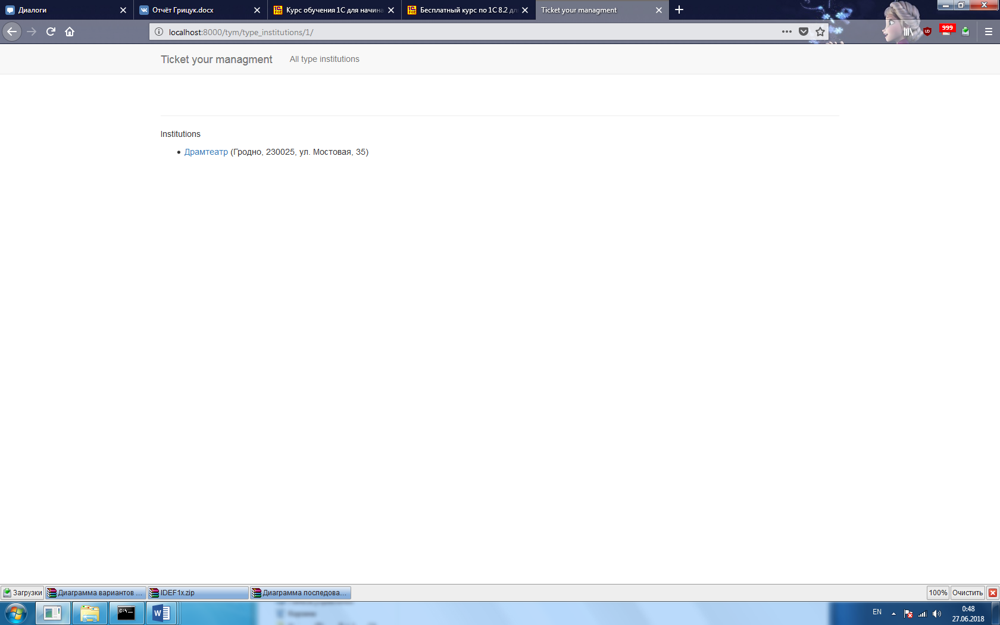 Диалоги
Отчёт Грицук.docx
Курс обучения 1С для начина
Бесплатный курс по 1С 8.2 дл
Ticket your managment
localhost:8000/tym/type_institutions/1/
999
Ticket your managment
All type institutions
Institutions
Драмтеатр (Гродно, 230025, ул. Мостовая, 35)
Загрузки
Диаграмма вариантов ...
IDEF1x.zip
Диаграмма последова...
100%
Очистить
EN
0:48
27.06.2018